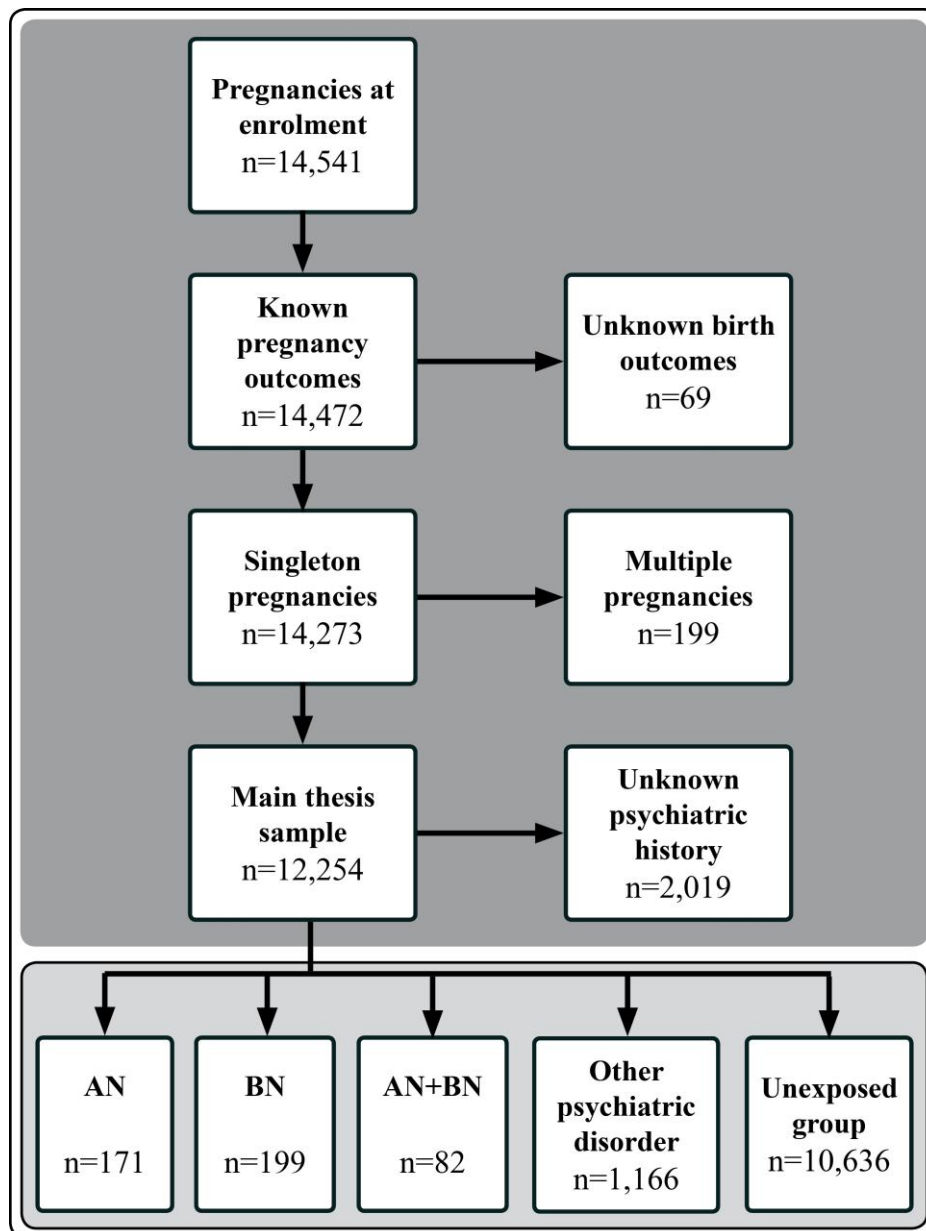 Pregnancies at
enrolment
n=14,541
Known
pregnancy
outcomes
n=14,472
Unknown birth
outcomes
n=69
Singleton
pregnancies
n=14,273
Multiple
pregnancies
n=199
Main thesis
sample
n=12,254
Unknown
psychiatric
history
n=2,019
AN
n=171
BN
n=199
AN+BN
n=82
Other
psychiatric
disorder
n=1,166
Unexposed
group
n=10,636